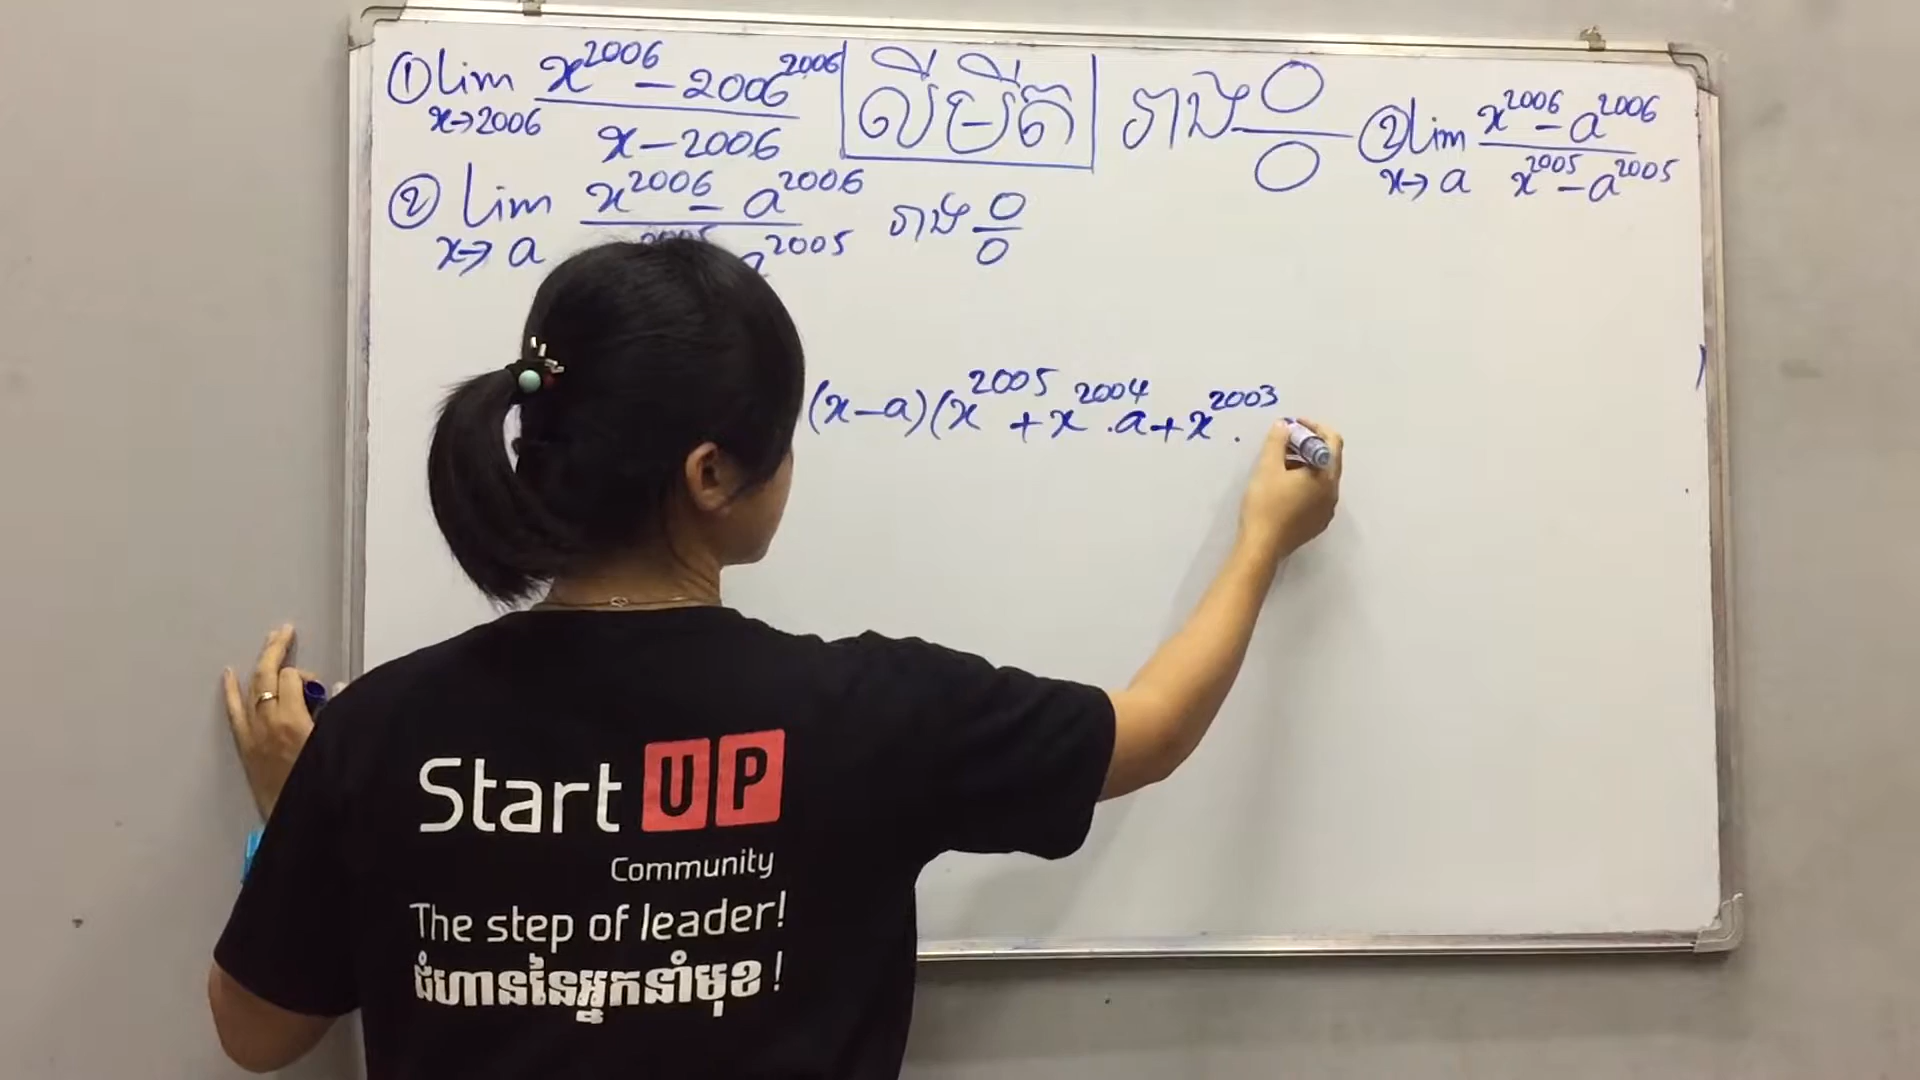 ① lim x→2006 (x^2006 − 2006^2006)/(x − 2006)
លីមីត
រាង 0/0
② lim x→a (x^2006 − a^2006)/(x^2005 − a^2005)
② lim x→a (x^2006 − a^2006)/ a^2005 រាង 0/0
(x−a)(x^2005 + x^2004 .a + x^2003 .
Start UP
Community
The step of leader!
ជំហាននៃអ្នកនាំមុខ!